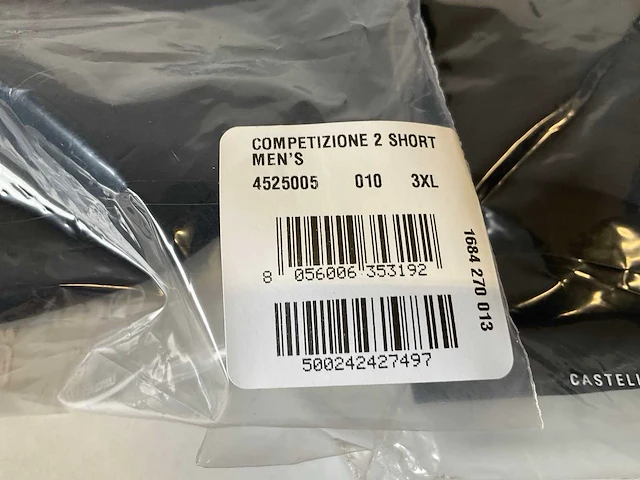 COMPETIZIONE 2 SHORT
MEN'S
4525005 010 3XL
8 056006 353192
500242427497
1684 270 013
CASTELL